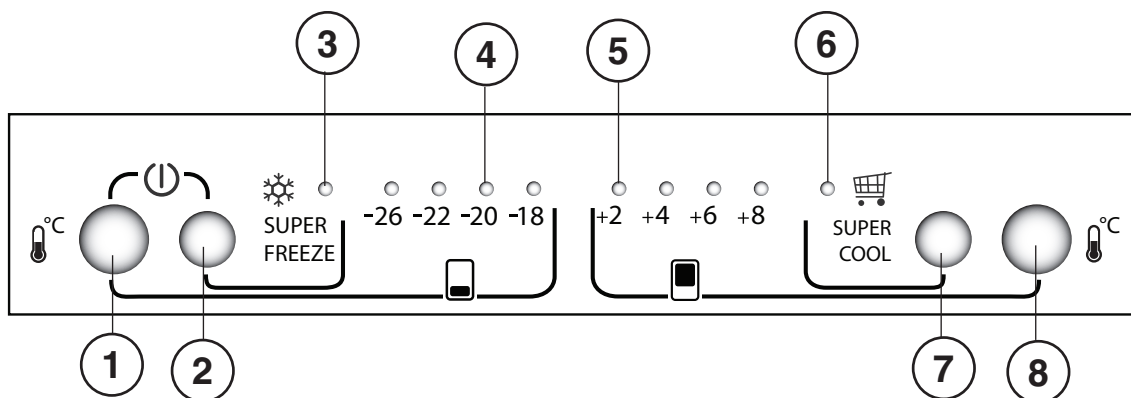 3 4 5 6
°C
SUPER
FREEZE
-26 -22 -20 -18
+2 +4 +6 +8
SUPER
COOL
°C
1 2 7 8